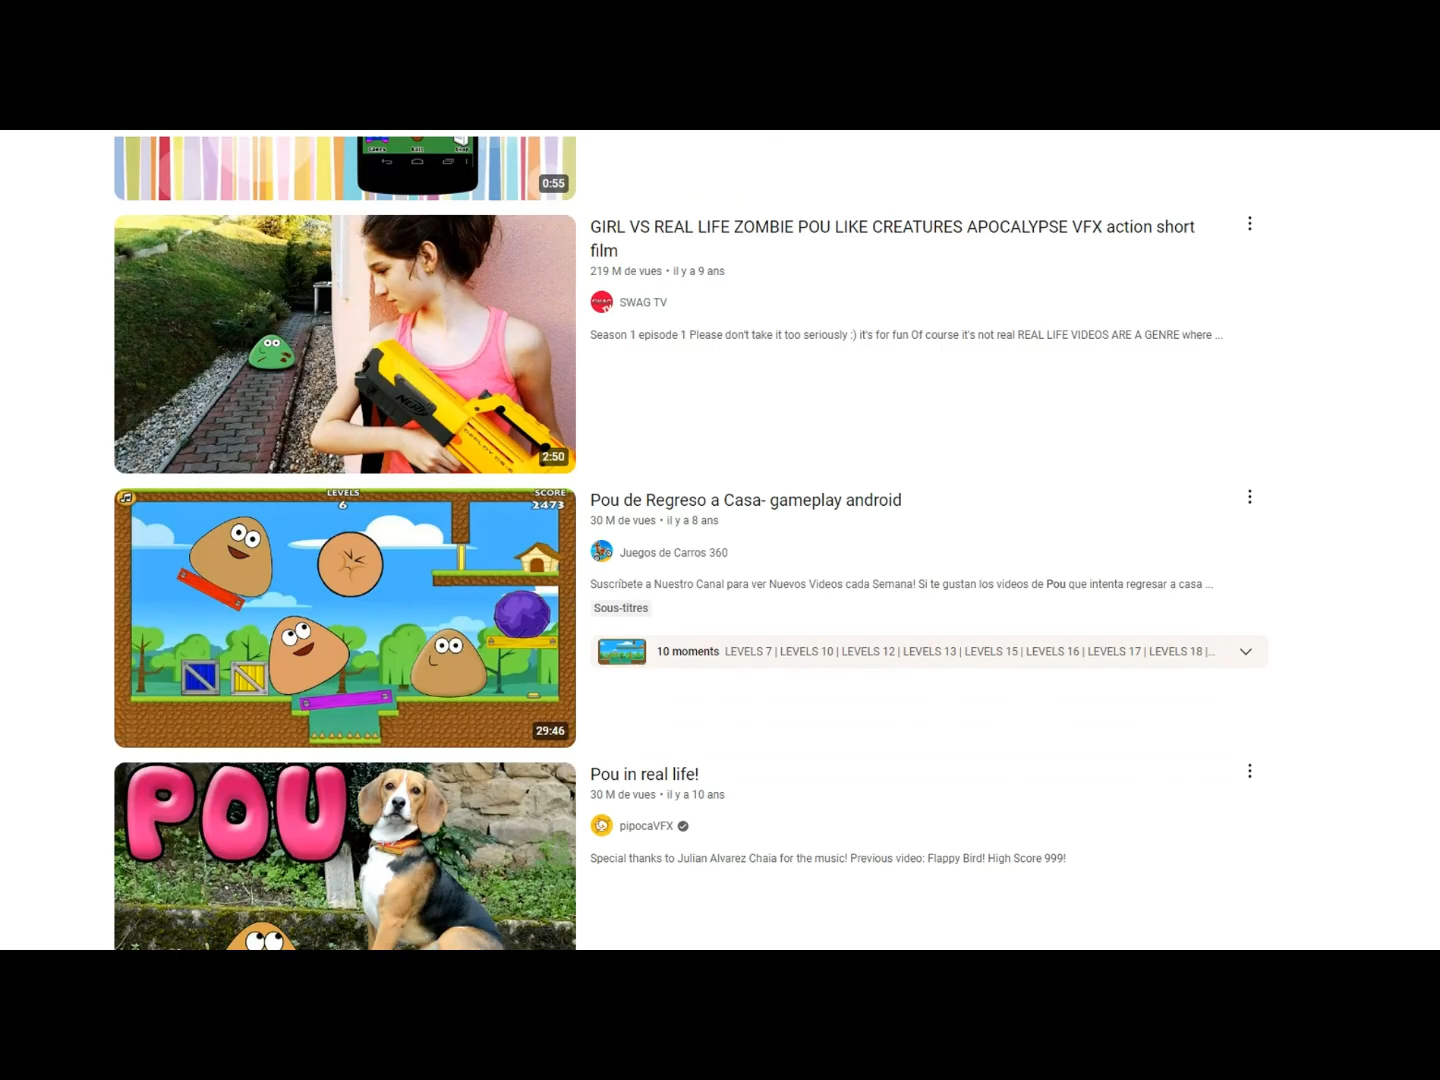 0:55
GIRL VS REAL LIFE ZOMBIE POU LIKE CREATURES APOCALYPSE VFX action short
film
219 M de vues • il y a 9 ans
SWAG TV
Season 1 episode 1 Please don't take it too seriously :) it's for fun Of course it's not real REAL LIFE VIDEOS ARE A GENRE where ...
NERF
2:50
LEVELS
6
SCORE
2473
29:46
Pou de Regreso a Casa- gameplay android
30 M de vues • il y a 8 ans
Juegos de Carros 360
Suscríbete a Nuestro Canal para ver Nuevos Videos cada Semana! Si te gustan los videos de Pou que intenta regresar a casa ...
Sous-titres
10 moments LEVELS 7 | LEVELS 10 | LEVELS 12 | LEVELS 13 | LEVELS 15 | LEVELS 16 | LEVELS 17 | LEVELS 18 |...
POU
Pou in real life!
30 M de vues • il y a 10 ans
pipocaVFX
Special thanks to Julian Alvarez Chaia for the music! Previous video: Flappy Bird! High Score 999!